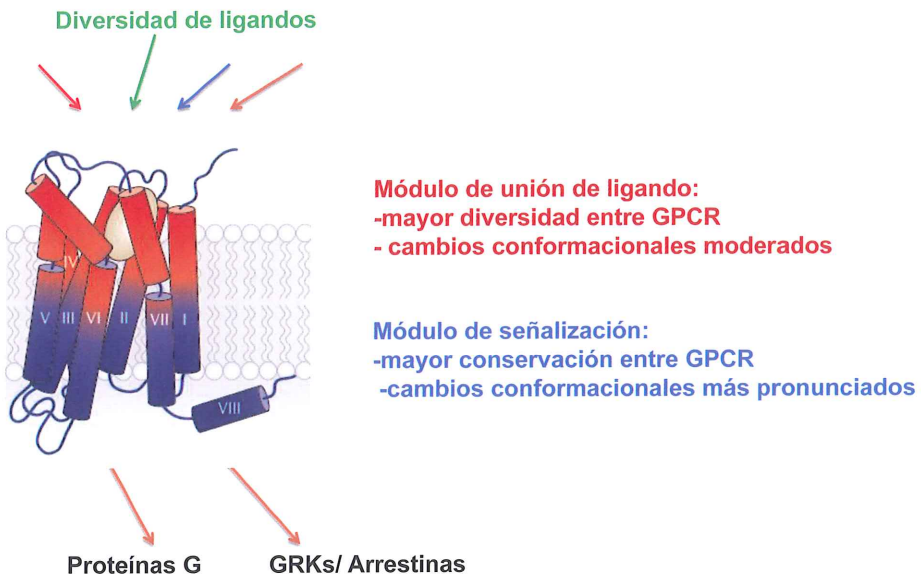 Diversidad de ligandos
Módulo de unión de ligando:
-mayor diversidad entre GPCR
- cambios conformacionales moderados
IV
V III VI II VII I
Módulo de señalización:
-mayor conservación entre GPCR
-cambios conformacionales más pronunciados
VIII
Proteínas G GRKs/ Arrestinas